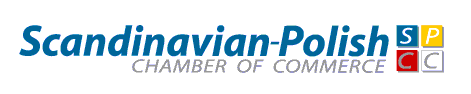 Scandinavian-Polish SP
CHAMBER OF COMMERCE CC